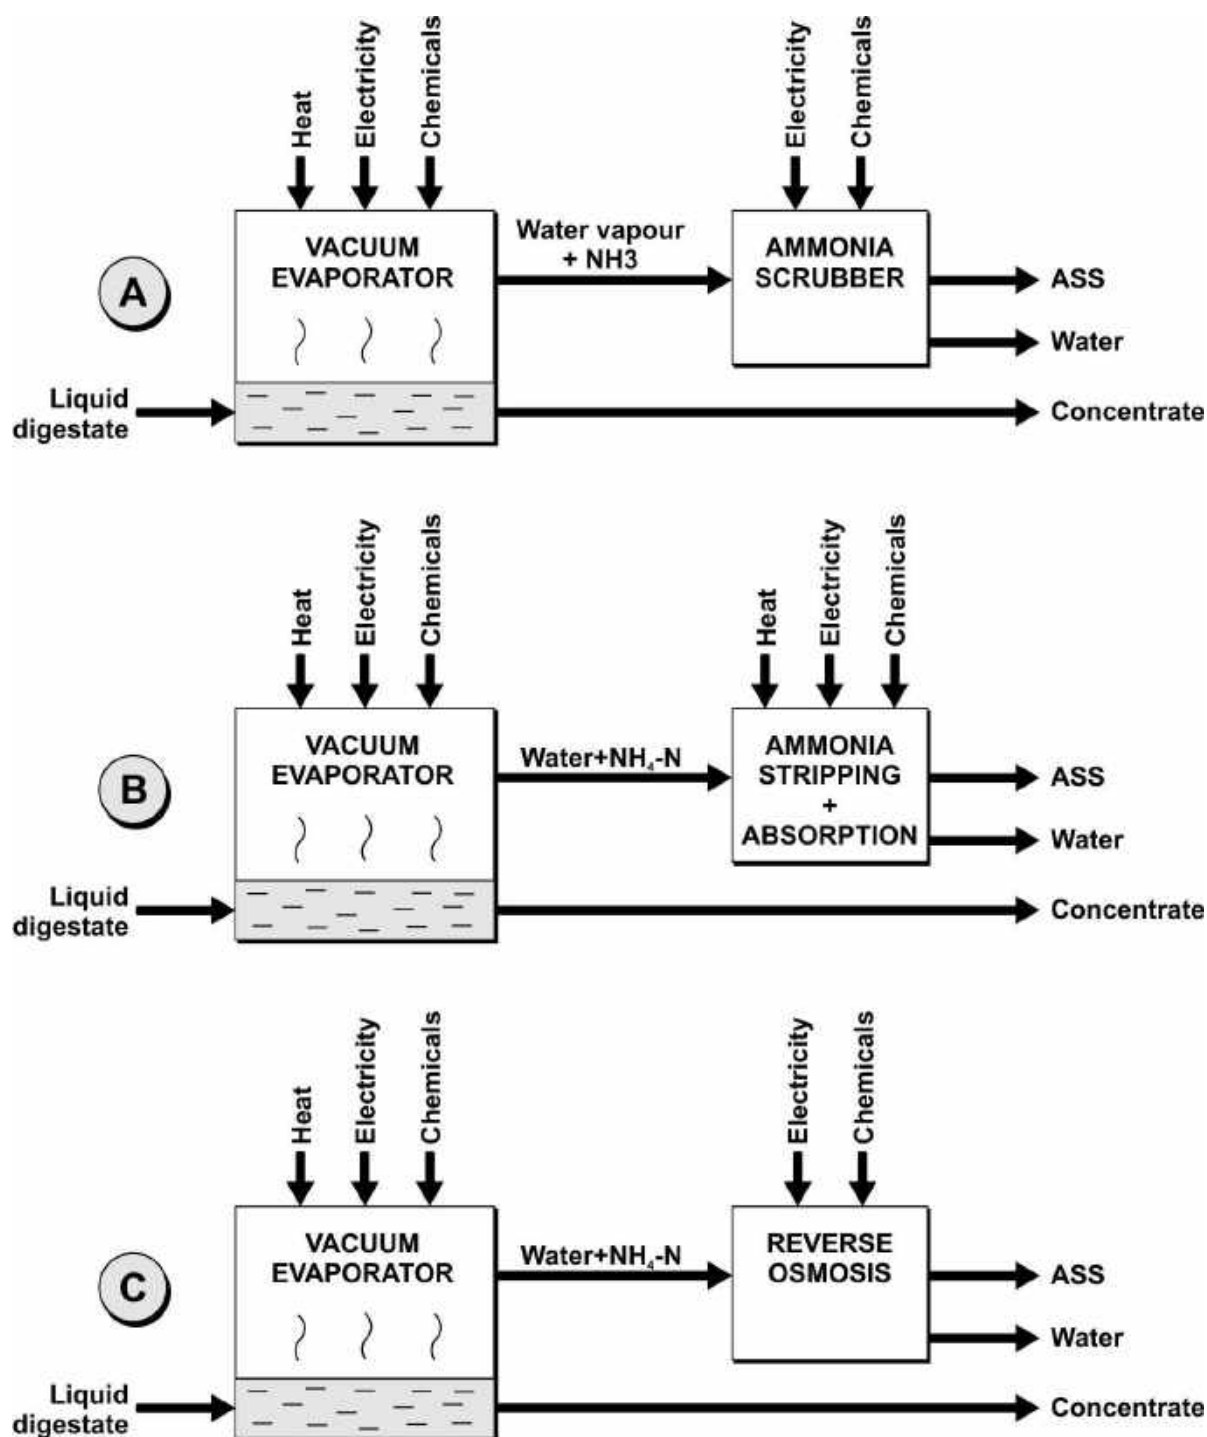 Heat
Electricity
Chemicals
Electricity
Chemicals
VACUUM
EVAPORATOR
Water vapour
+ NH3
AMMONIA
SCRUBBER
A
ASS
Water
Liquid
digestate
Concentrate
Heat
Electricity
Chemicals
Heat
Electricity
Chemicals
VACUUM
EVAPORATOR
Water+NH₄-N
AMMONIA
STRIPPING
+
ABSORPTION
B
ASS
Water
Liquid
digestate
Concentrate
Heat
Electricity
Chemicals
Electricity
Chemicals
VACUUM
EVAPORATOR
Water+NH₄-N
REVERSE
OSMOSIS
C
ASS
Water
Liquid
digestate
Concentrate